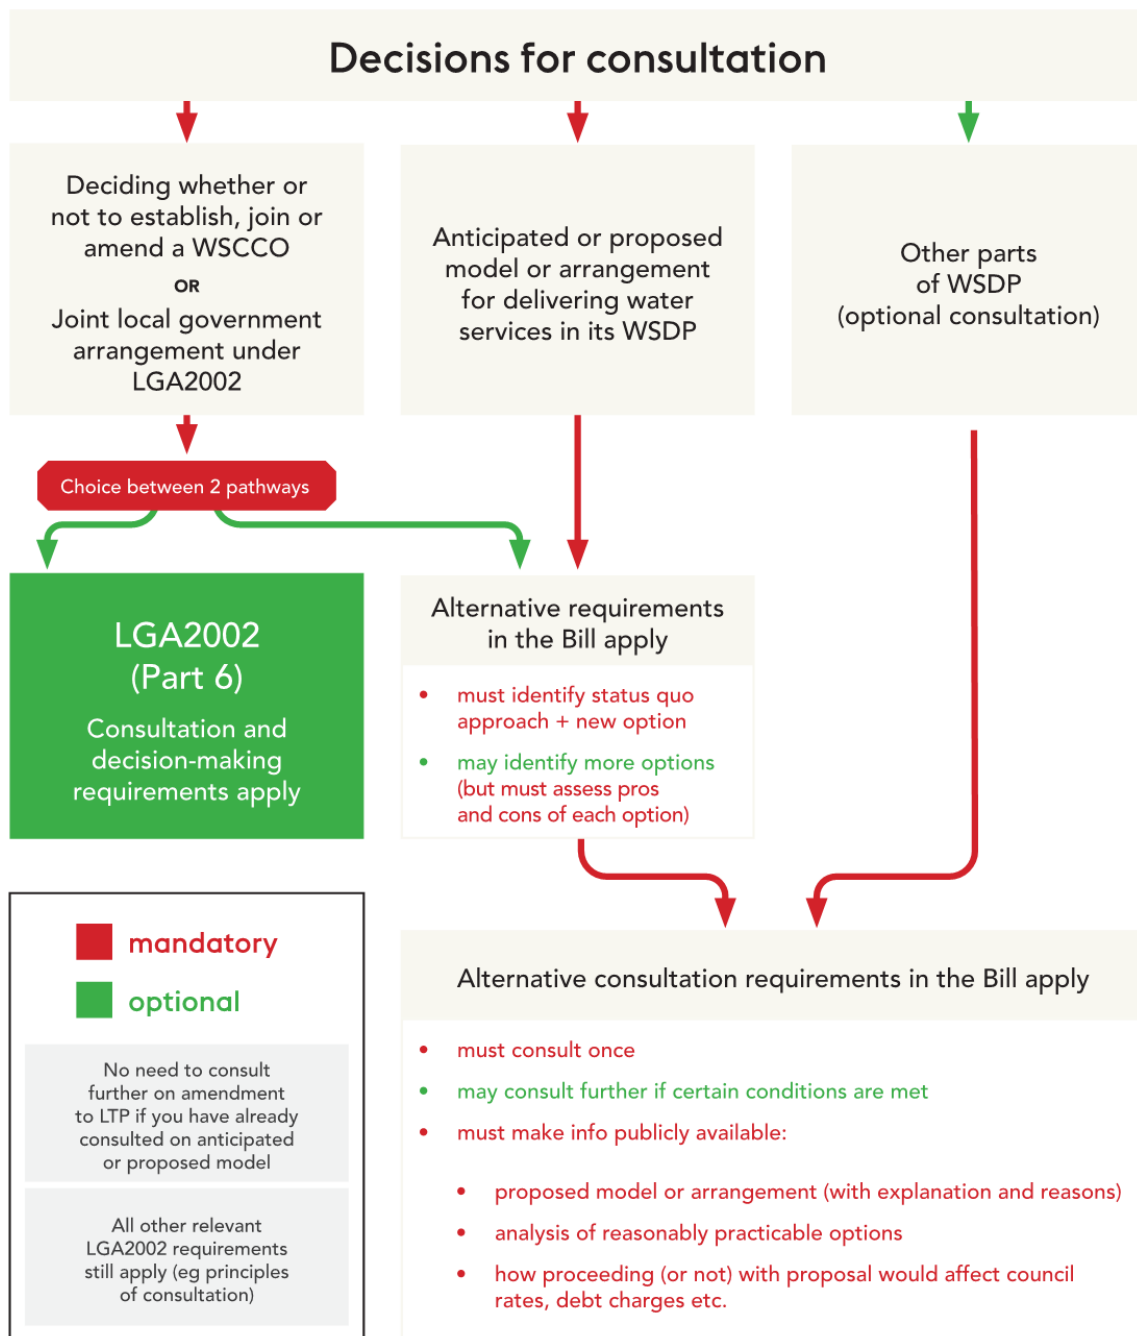 Decisions for consultation
Deciding whether or
not to establish, join or
amend a WSCCO
OR
Joint local government
arrangement under
LGA2002
Anticipated or proposed
model or arrangement
for delivering water
services in its WSDP
Other parts
of WSDP
(optional consultation)
Choice between 2 pathways
LGA2002
(Part 6)
Consultation and
decision-making
requirements apply
Alternative requirements
in the Bill apply
• must identify status quo
approach + new option
• may identify more options
(but must assess pros
and cons of each option)
mandatory
optional
No need to consult
further on amendment
to LTP if you have already
consulted on anticipated
or proposed model
All other relevant
LGA2002 requirements
still apply (eg principles
of consultation)
Alternative consultation requirements in the Bill apply
• must consult once
• may consult further if certain conditions are met
• must make info publicly available:
• proposed model or arrangement (with explanation and reasons)
• analysis of reasonably practicable options
• how proceeding (or not) with proposal would affect council
rates, debt charges etc.